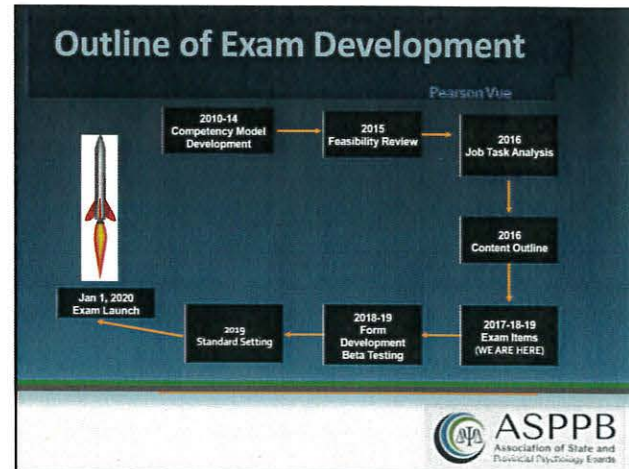 Outline of Exam Development
Pearson Vue
2010-14
Competency Model
Development
2015
Feasibility Review
2016
Job Task Analysis
2016
Content Outline
2017-18-19
Exam Items
(WE ARE HERE)
2018-19
Form
Development
Beta Testing
2019
Standard Setting
Jan 1, 2020
Exam Launch
ΑΨΔ
ASPPB
Association of State and
Provincial Psychology Boards